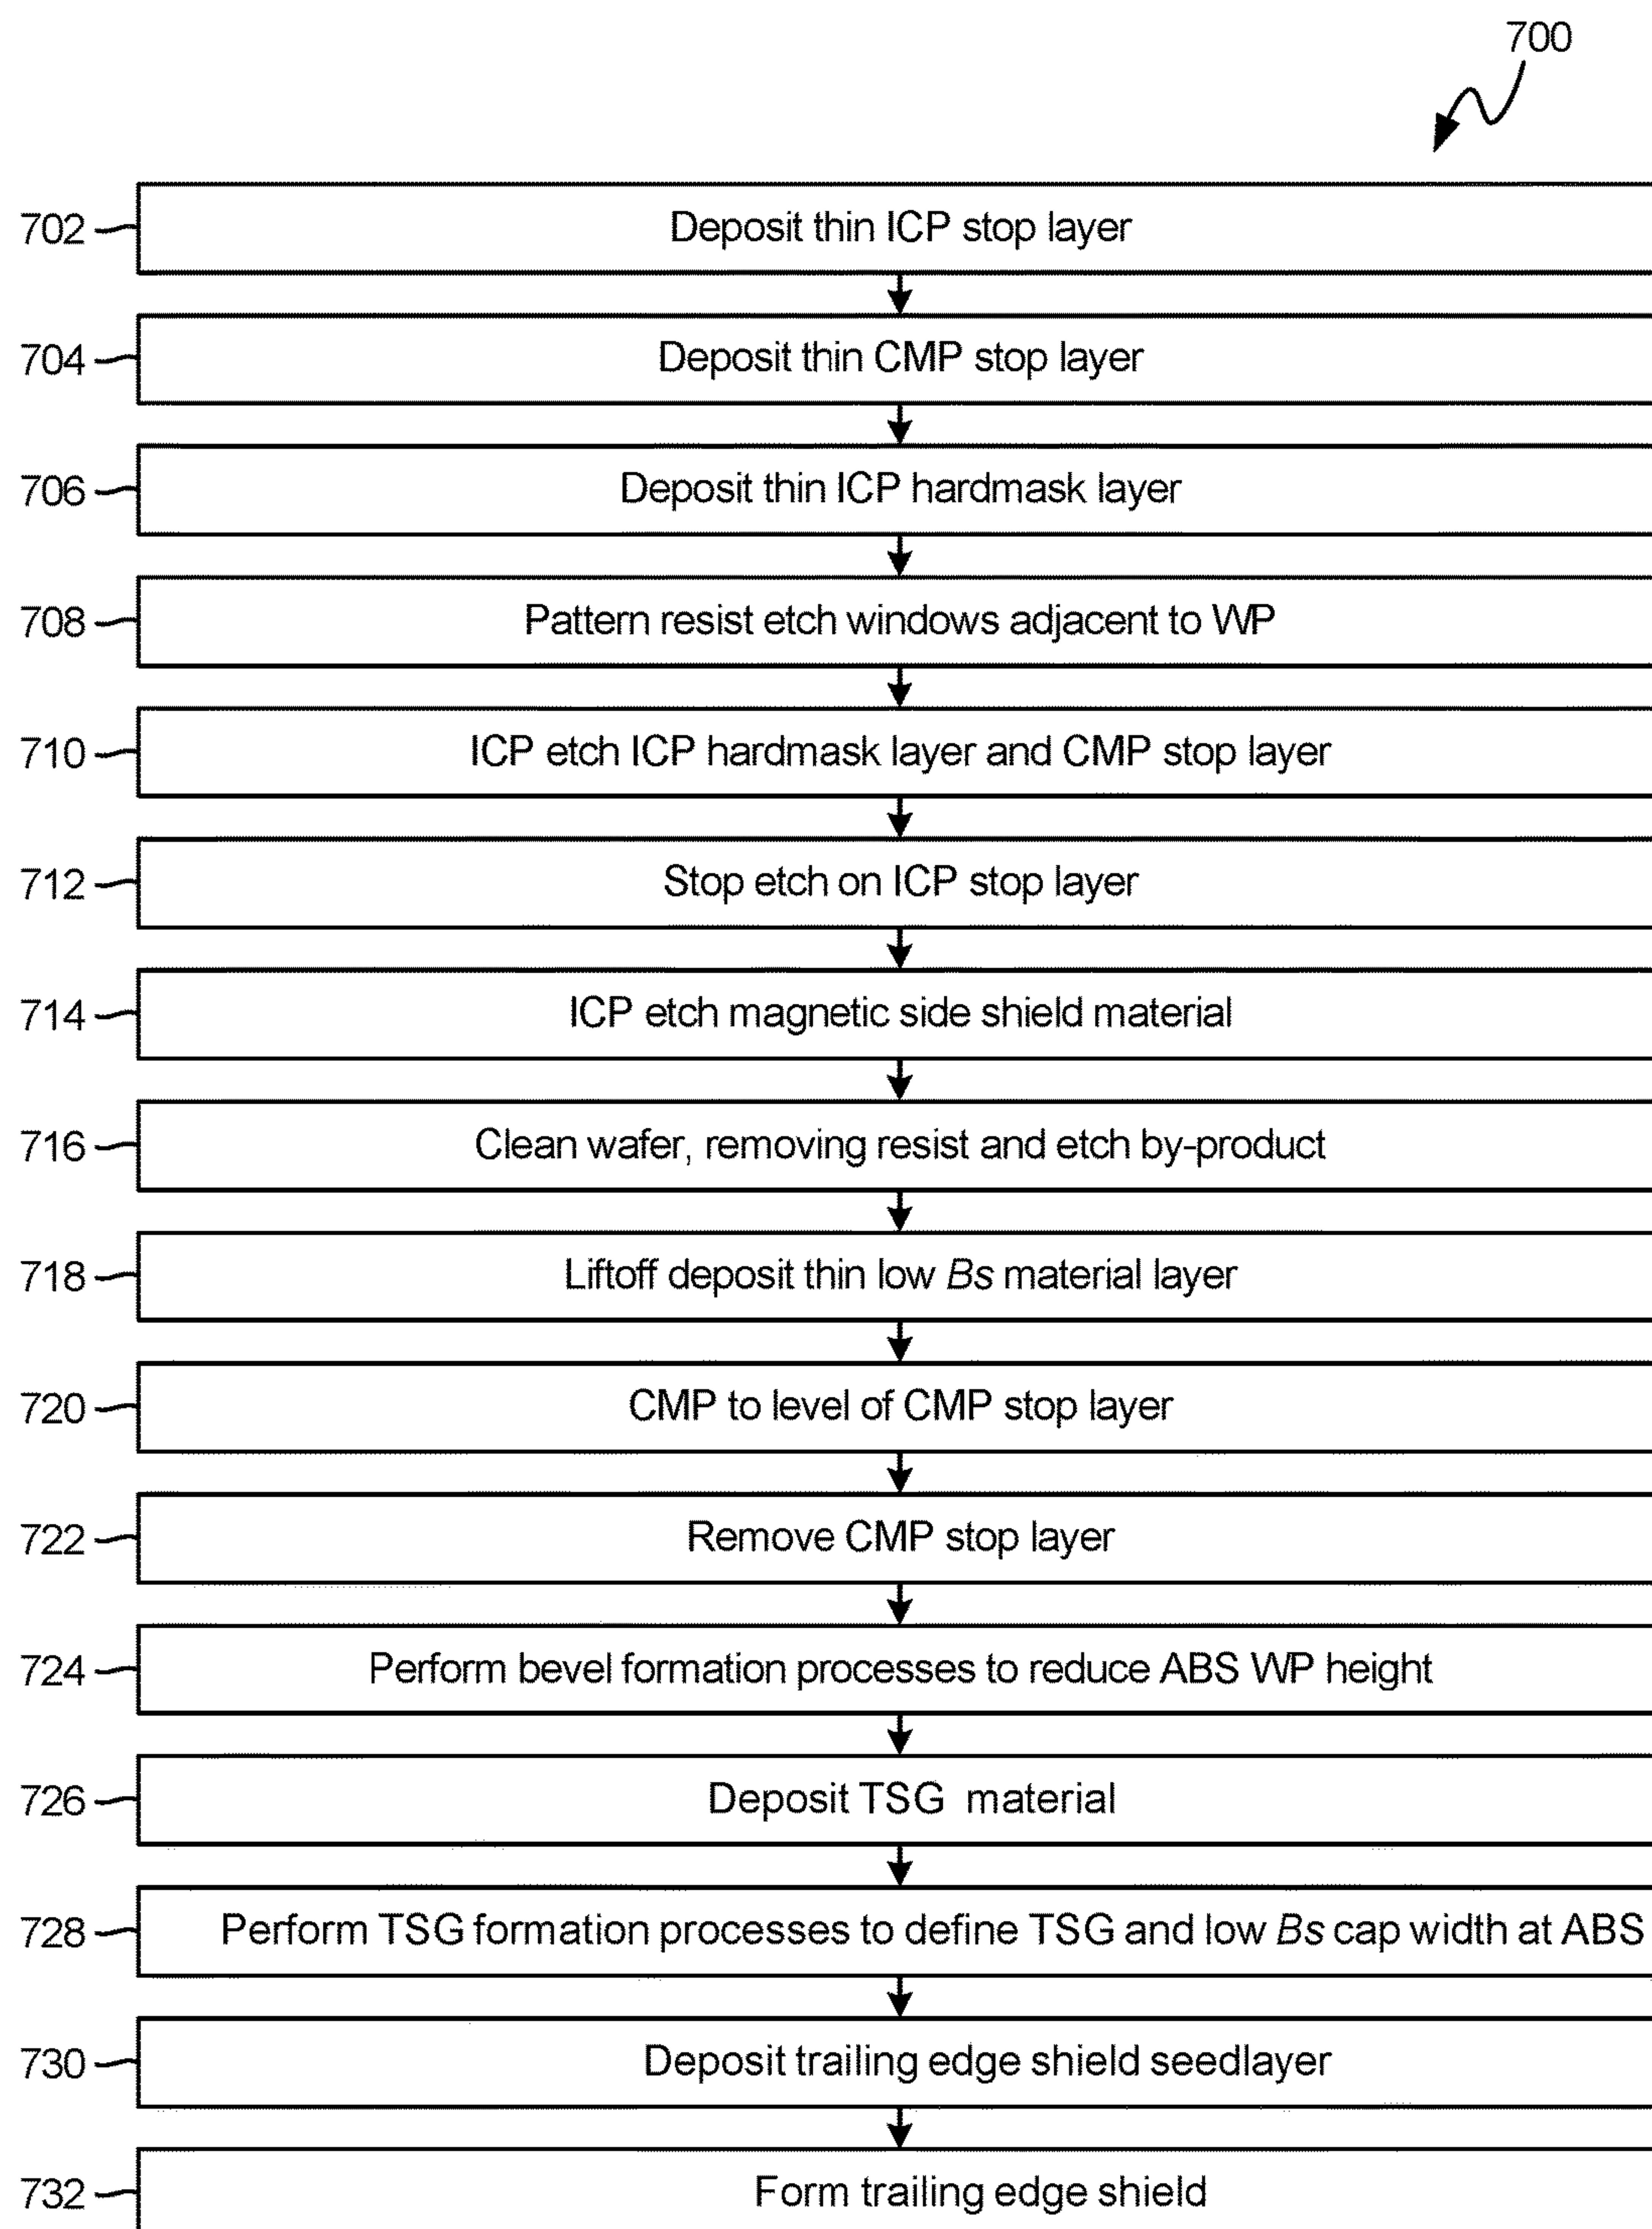 700
702 Deposit thin ICP stop layer
704 Deposit thin CMP stop layer
706 Deposit thin ICP hardmask layer
708 Pattern resist etch windows adjacent to WP
710 ICP etch ICP hardmask layer and CMP stop layer
712 Stop etch on ICP stop layer
714 ICP etch magnetic side shield material
716 Clean wafer, removing resist and etch by-product
718 Liftoff deposit thin low Bs material layer
720 CMP to level of CMP stop layer
722 Remove CMP stop layer
724 Perform bevel formation processes to reduce ABS WP height
726 Deposit TSG material
728 Perform TSG formation processes to define TSG and low Bs cap width at ABS
730 Deposit trailing edge shield seedlayer
732 Form trailing edge shield